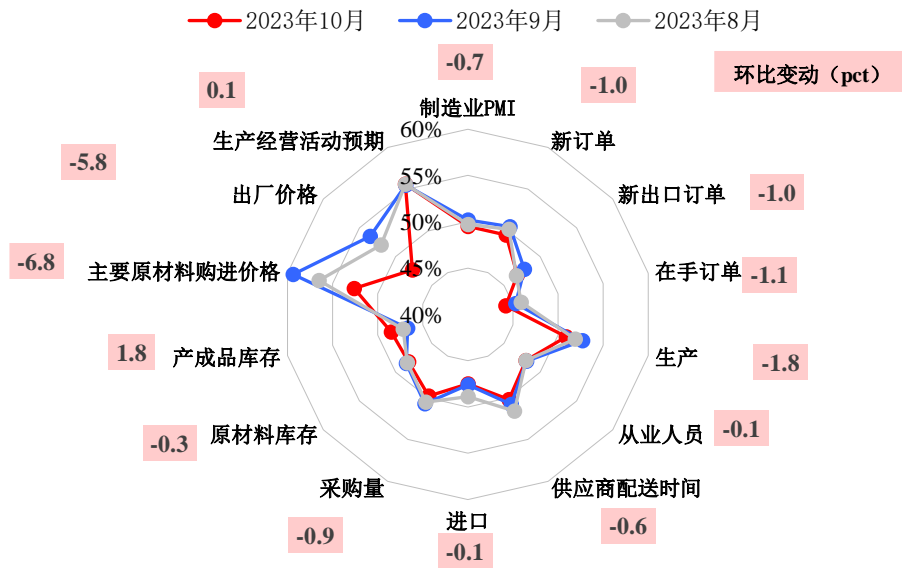 2023年10月 2023年9月 2023年8月
-0.7
环比变动（pct）
0.1
-1.0
制造业PMI
60%
生产经营活动预期
新订单
-5.8
55%
出厂价格
新出口订单
-1.0
50%
-6.8
主要原材料购进价格
45%
在手订单
-1.1
40%
1.8
产成品库存
生产
-1.8
-0.3
原材料库存
从业人员
-0.1
采购量
供应商配送时间
进口
-0.9
-0.6
-0.1